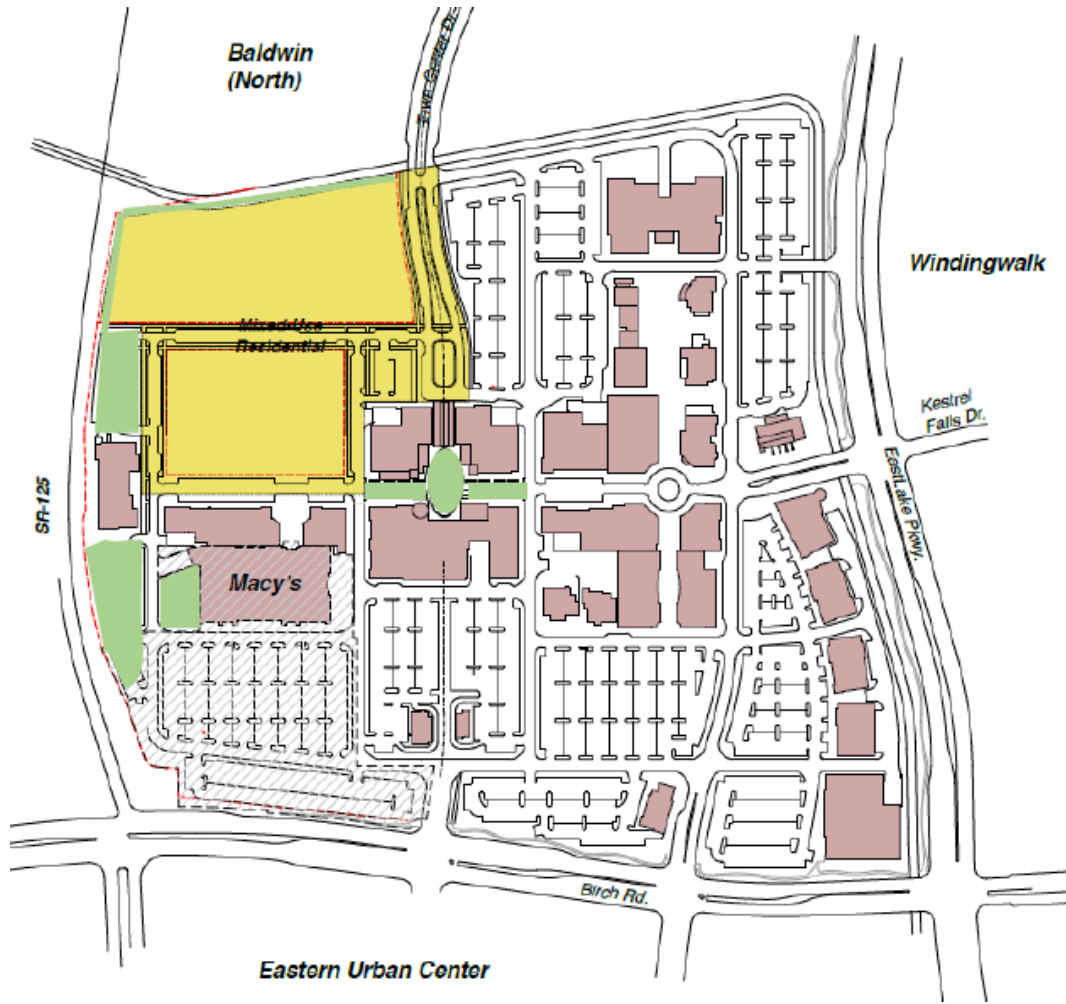 Baldwin
(North)
Town Center Dr.
Windingwalk
Mixed-Use
Residential
Kestrel
Falls Dr.
EastLake Pkwy.
SR-125
Macy's
Birch Rd.
Eastern Urban Center